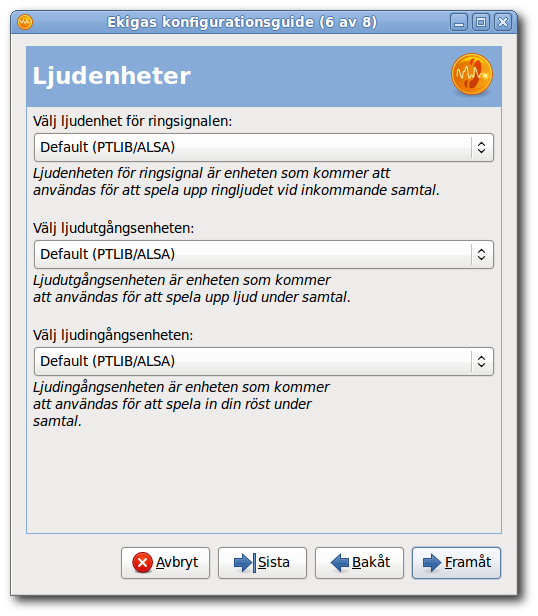 Ekigas konfigurationsguide (6 av 8)
Ljudenheter
Välj ljudenhet för ringsignalen:
Default (PTLIB/ALSA)
Ljudenheten för ringsignal är enheten som kommer att
användas för att spela upp ringljudet vid inkommande samtal.
Välj ljudutgångsenheten:
Default (PTLIB/ALSA)
Ljudutgångsenheten är enheten som kommer
att användas för att spela upp ljud under samtal.
Välj ljudingångsenheten:
Default (PTLIB/ALSA)
Ljudingångsenheten är enheten som kommer
att användas för att spela in din röst under
samtal.
Avbryt Sista Bakåt Framåt